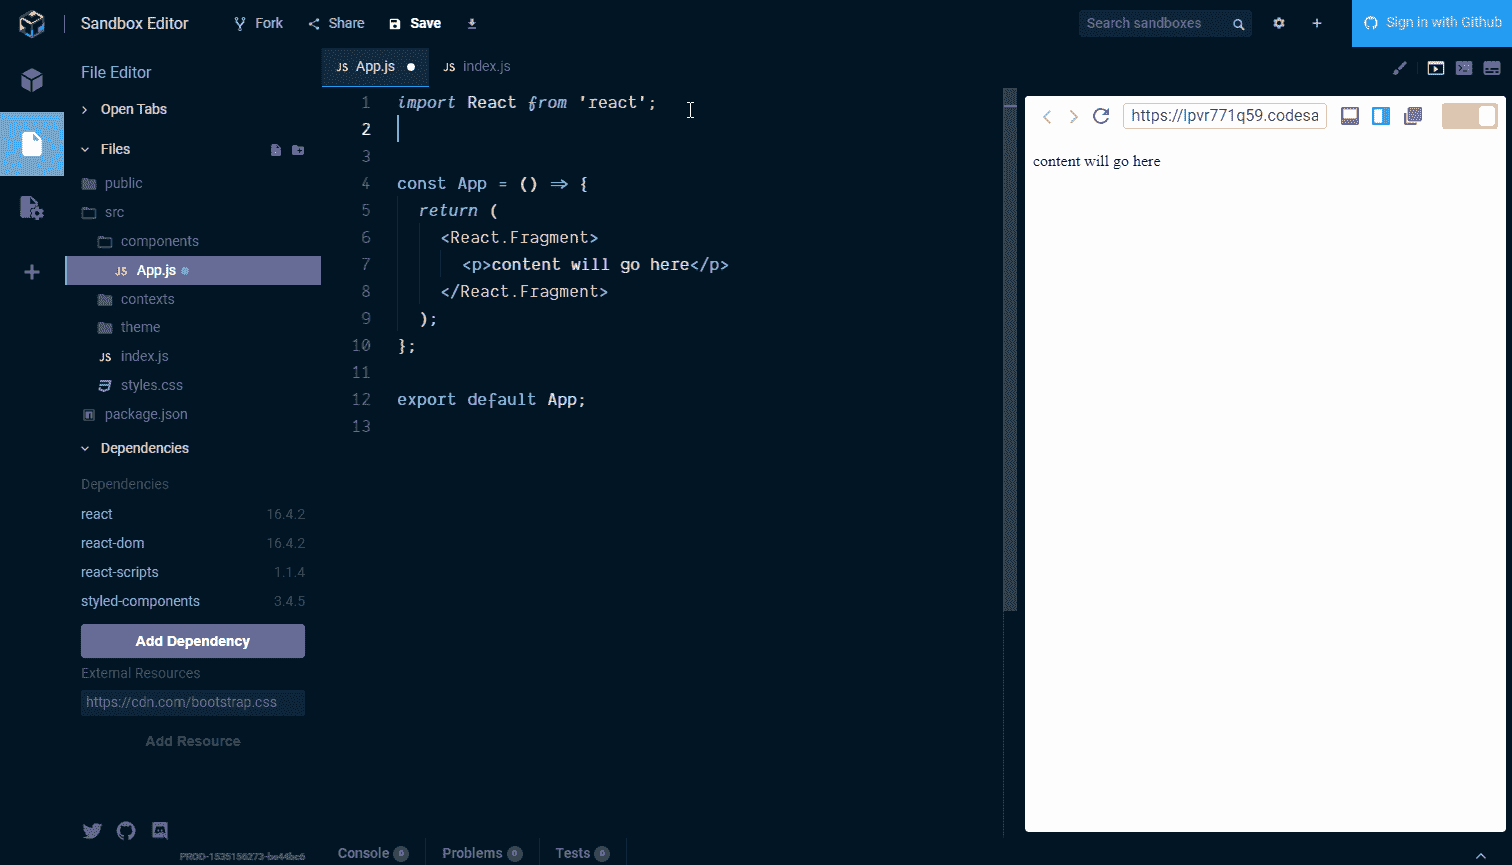 Sandbox Editor
Fork
Share
Save
Search sandboxes
Sign in with Github
File Editor
Open Tabs
Files
public
src
components
JS App.js
contexts
theme
JS index.js
styles.css
package.json
Dependencies
Dependencies
react 16.4.2
react-dom 16.4.2
react-scripts 1.1.4
styled-components 3.4.5
Add Dependency
External Resources
https://cdn.com/bootstrap.css
Add Resource
JS App.js
JS index.js
1 import React from 'react';
2
3
4 const App = () => {
5 return (
6 <React.Fragment>
7 <p>content will go here</p>
8 </React.Fragment>
9 );
10 };
11
12 export default App;
13
https://lpvr771q59.codesa
content will go here
Console 0
Problems 0
Tests 0